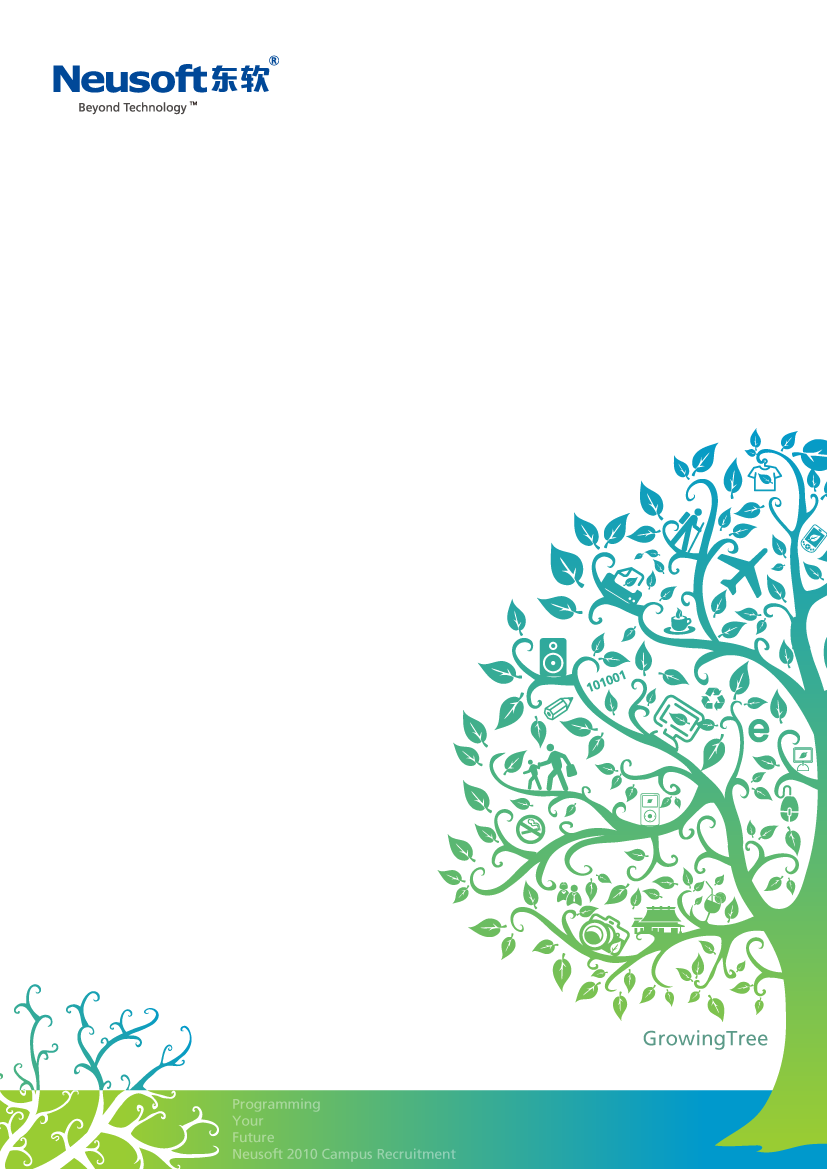 Neusoft东软®
Beyond Technology™
101001
e
GrowingTree
Programming
Your
Future
Neusoft 2010 Campus Recruitment